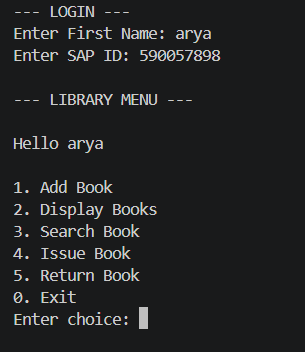 --- LOGIN ---
Enter First Name: arya
Enter SAP ID: 590057898
--- LIBRARY MENU ---
Hello arya
1. Add Book
2. Display Books
3. Search Book
4. Issue Book
5. Return Book
0. Exit
Enter choice: